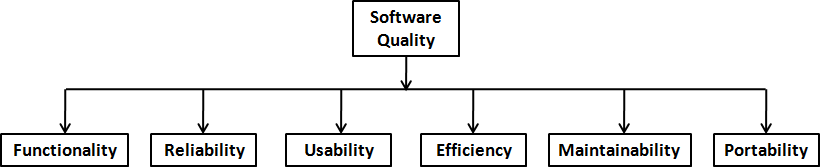 Software
Quality
Functionality
Reliability
Usability
Efficiency
Maintainability
Portability